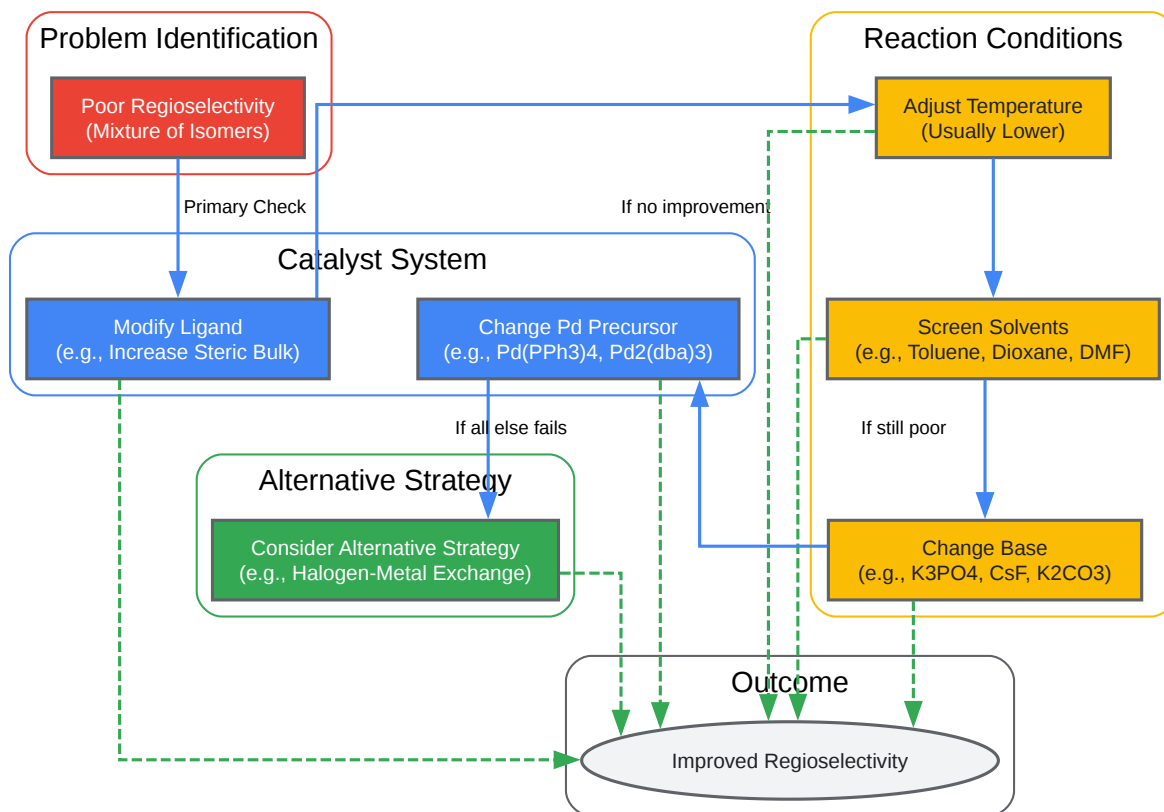 Problem Identification
Poor Regioselectivity
(Mixture of Isomers)
Reaction Conditions
Adjust Temperature
(Usually Lower)
Primary Check
If no improvement
Catalyst System
Modify Ligand
(e.g., Increase Steric Bulk)
Change Pd Precursor
(e.g., Pd(PPh3)4, Pd2(dba)3)
Screen Solvents
(e.g., Toluene, Dioxane, DMF)
If all else fails
If still poor
Alternative Strategy
Consider Alternative Strategy
(e.g., Halogen-Metal Exchange)
Change Base
(e.g., K3PO4, CsF, K2CO3)
Outcome
Improved Regioselectivity